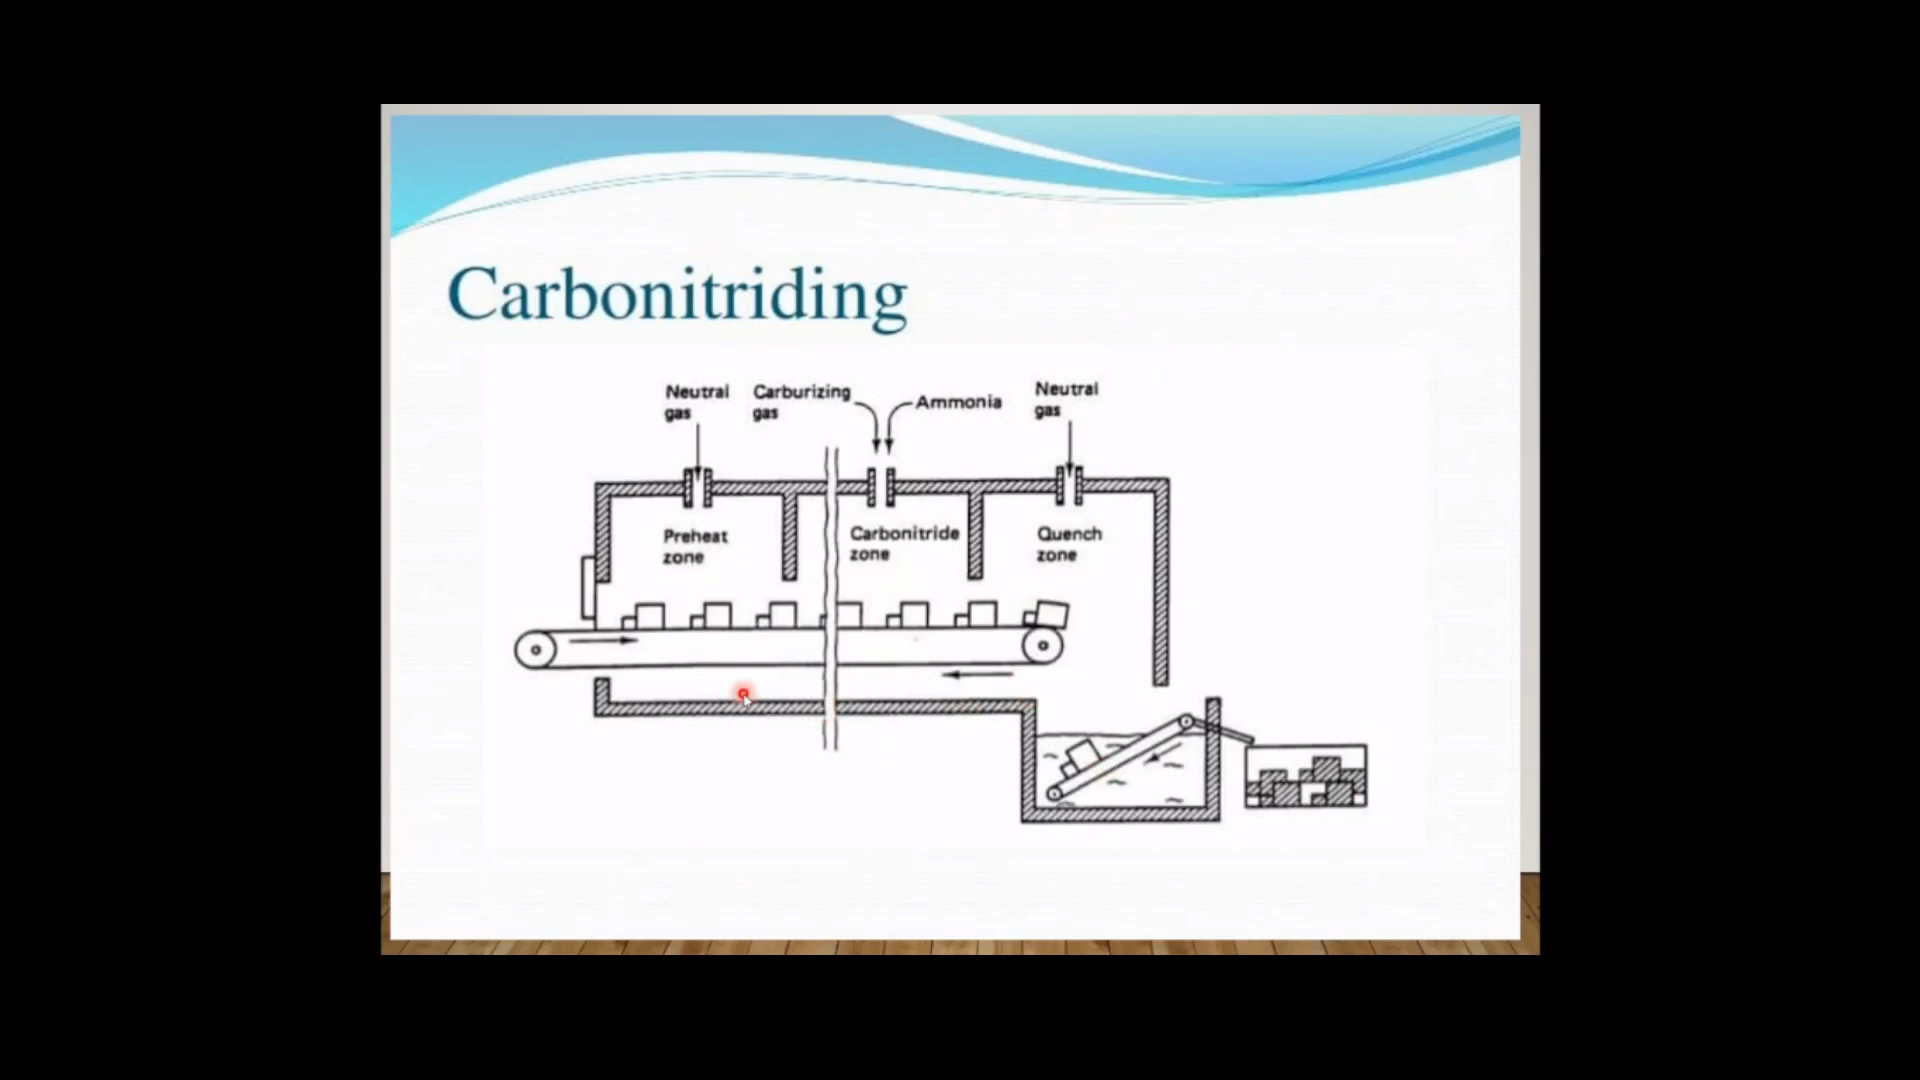 Carbonitriding
Neutral
gas
Carburizing
gas
Ammonia
Neutral
gas
Preheat
zone
Carbonitride
zone
Quench
zone